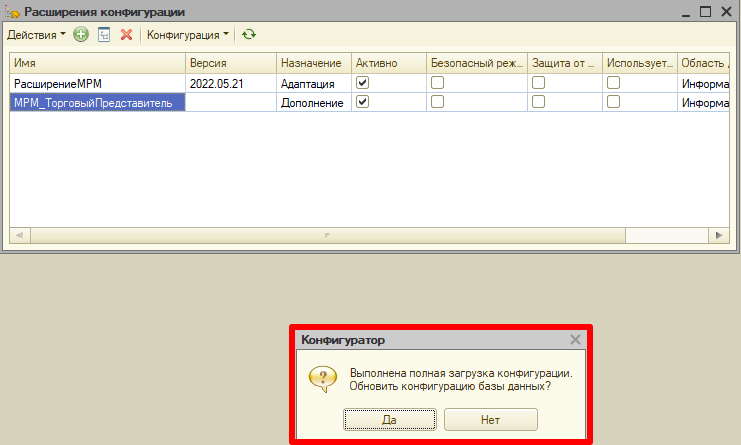 Расширения конфигурации
Действия Конфигурация
Имя Версия Назначение Активно Безопасный реж... Защита от ... Использует... Область
РасширениеМРМ 2022.05.21 Адаптация Информа
МРМ_ТорговыйПредставитель Дополнение Информа
Конфигуратор
Выполнена полная загрузка конфигурации.
Обновить конфигурацию базы данных?
Да Нет